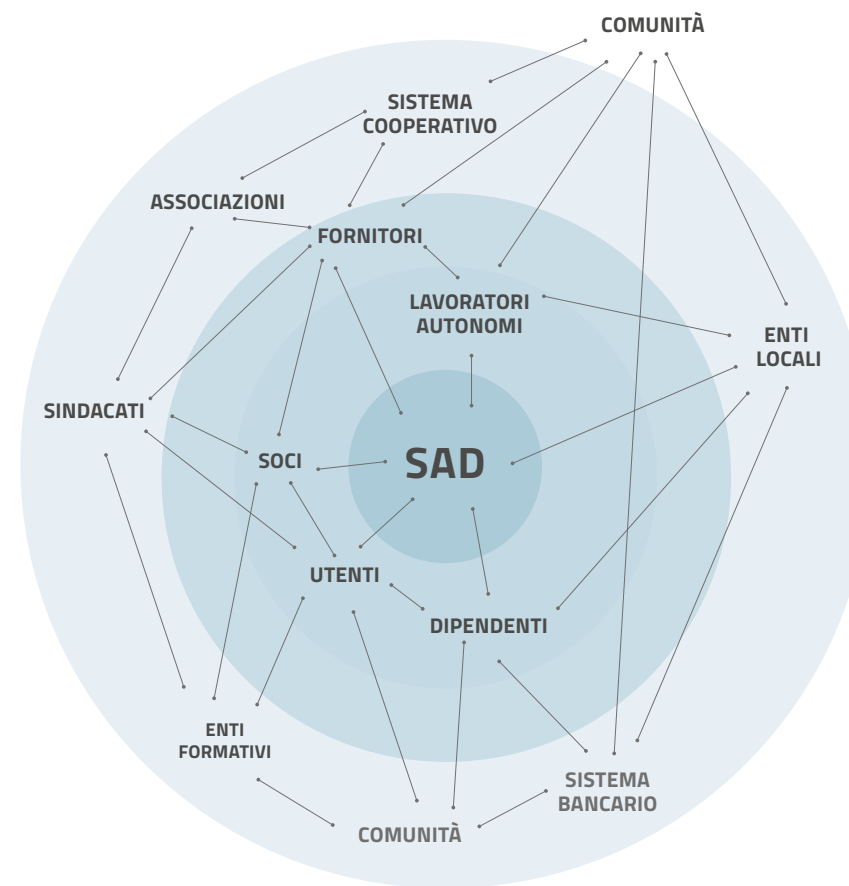 COMUNITÀ
SISTEMA
COOPERATIVO
ASSOCIAZIONI
FORNITORI
LAVORATORI
AUTONOMI
ENTI
LOCALI
SINDACATI
SOCI
SAD
UTENTI
DIPENDENTI
ENTI
FORMATIVI
SISTEMA
BANCARIO
COMUNITÀ